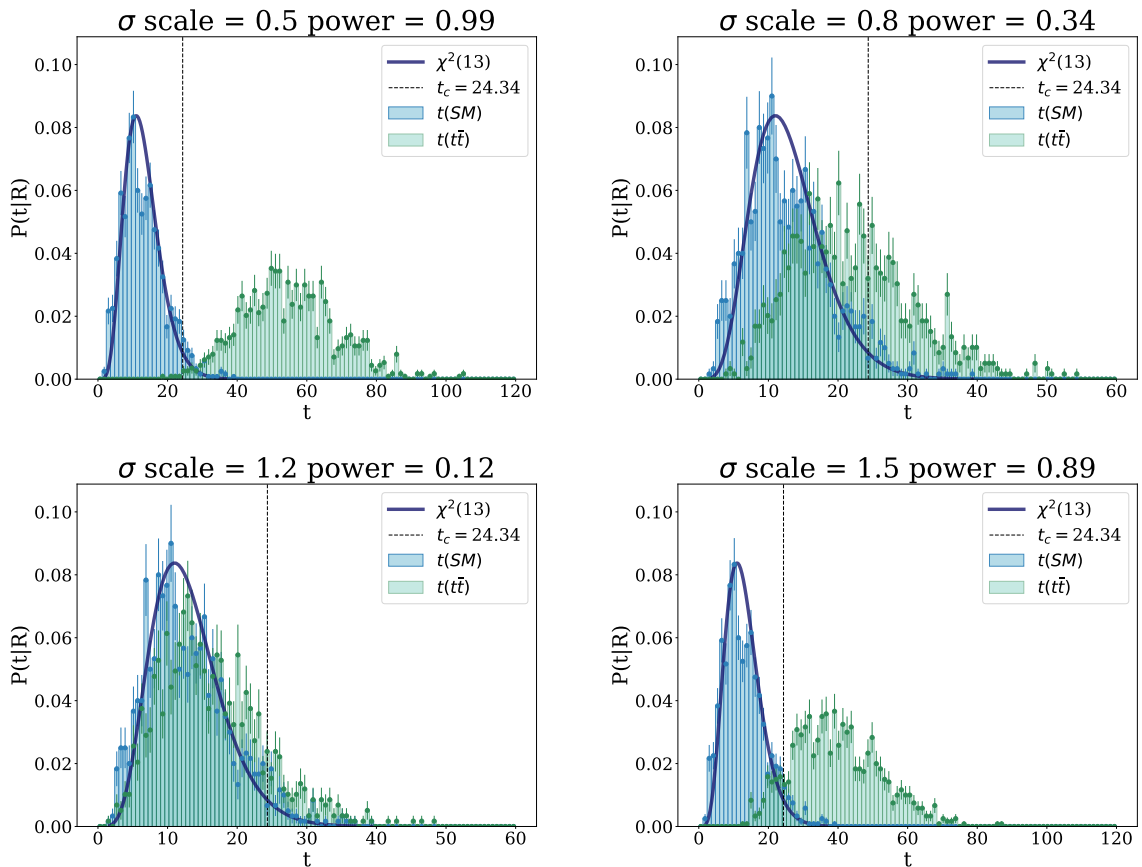 σ scale = 0.5 power = 0.99
P(t|R)
0.10
0.08
0.06
0.04
0.02
0.00
χ²(13)
t_c = 24.34
t(SM)
t(tt̄)
0 20 40 60 80 100 120
t
σ scale = 0.8 power = 0.34
P(t|R)
0.10
0.08
0.06
0.04
0.02
0.00
χ²(13)
t_c = 24.34
t(SM)
t(tt̄)
0 10 20 30 40 50 60
t
σ scale = 1.2 power = 0.12
P(t|R)
0.10
0.08
0.06
0.04
0.02
0.00
χ²(13)
t_c = 24.34
t(SM)
t(tt̄)
0 10 20 30 40 50 60
t
σ scale = 1.5 power = 0.89
P(t|R)
0.10
0.08
0.06
0.04
0.02
0.00
χ²(13)
t_c = 24.34
t(SM)
t(tt̄)
0 20 40 60 80 100 120
t